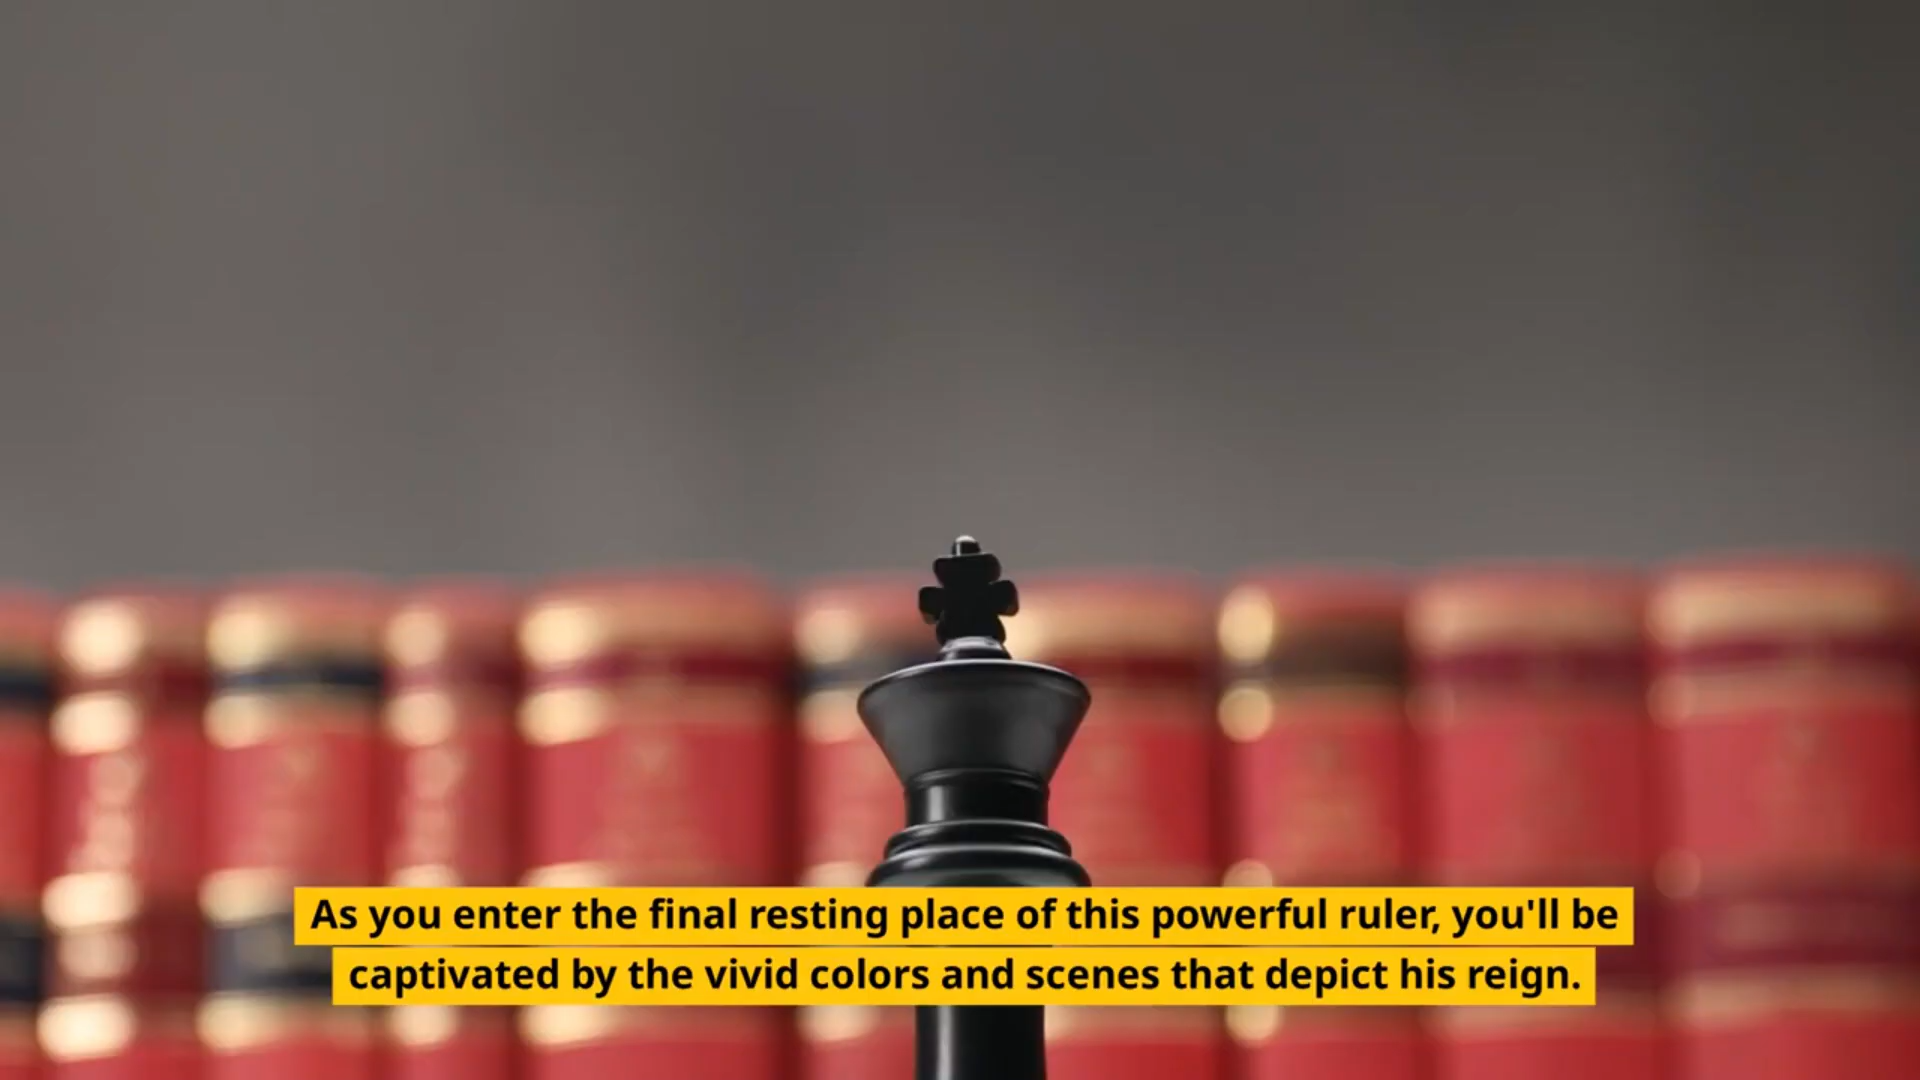 As you enter the final resting place of this powerful ruler, you'll be
captivated by the vivid colors and scenes that depict his reign.